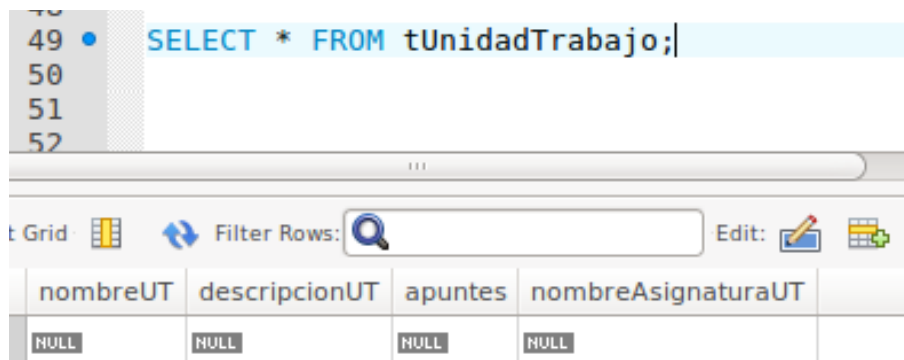 49 SELECT * FROM tUnidadTrabajo;
50
51
52
t Grid Filter Rows: Edit:
nombreUT descripcionUT apuntes nombreAsignaturaUT
NULL NULL NULL NULL